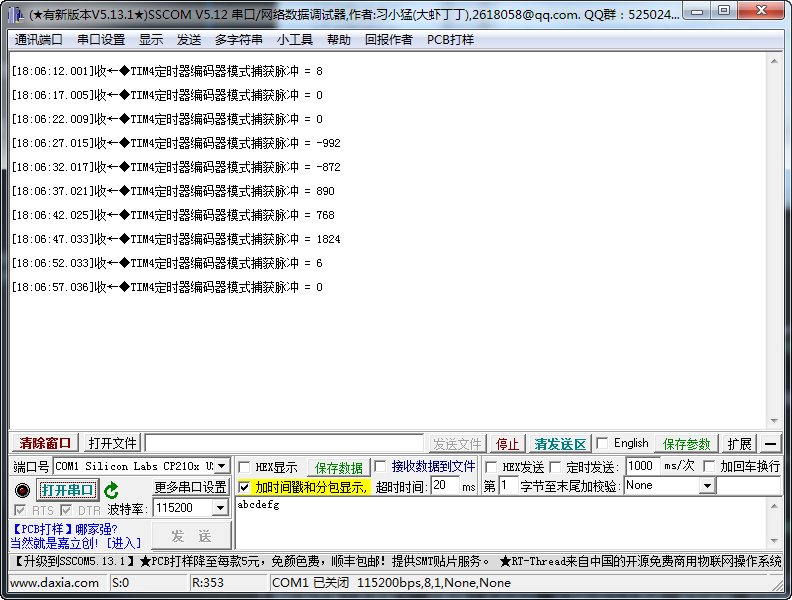 (★有新版本V5.13.1★)SSCOM V5.12 串口/网络数据调试器,作者:习小猛(大虾丁丁),2618058@qq.com. QQ群：525024...
通讯端口 串口设置 显示 发送 多字符串 小工具 帮助 回报作者 PCB打样
[18:06:12.001]收←◆TIM4定时器编码器模式捕获脉冲 = 8
[18:06:17.005]收←◆TIM4定时器编码器模式捕获脉冲 = 0
[18:06:22.009]收←◆TIM4定时器编码器模式捕获脉冲 = 0
[18:06:27.015]收←◆TIM4定时器编码器模式捕获脉冲 = -992
[18:06:32.017]收←◆TIM4定时器编码器模式捕获脉冲 = -872
[18:06:37.021]收←◆TIM4定时器编码器模式捕获脉冲 = 890
[18:06:42.025]收←◆TIM4定时器编码器模式捕获脉冲 = 768
[18:06:47.033]收←◆TIM4定时器编码器模式捕获脉冲 = 1824
[18:06:52.033]收←◆TIM4定时器编码器模式捕获脉冲 = 6
[18:06:57.036]收←◆TIM4定时器编码器模式捕获脉冲 = 0
清除窗口 打开文件 发送文件 停止 清发送区 English 保存参数 扩展 —
端口号 COM1 Silicon Labs CP210x US HEX显示 保存数据 接收数据到文件 HEX发送 定时发送: 1000 ms/次 加回车换行
打开串口 更多串口设置 加时间戳和分包显示, 超时时间: 20 ms 第 1 字节至末尾加校验: None
RTS DTR 波特率: 115200 abcdefg
【PCB打样】哪家强?
当然就是嘉立创! [进入] 发 送
【升级到SSCOM5.13.1】★PCB打样降至每款5元，免颜色费，顺丰包邮！提供SMT贴片服务。 ★RT-Thread来自中国的开源免费商用物联网操作系统
www.daxia.com S:0 R:353 COM1 已关闭 115200bps,8,1,None,None